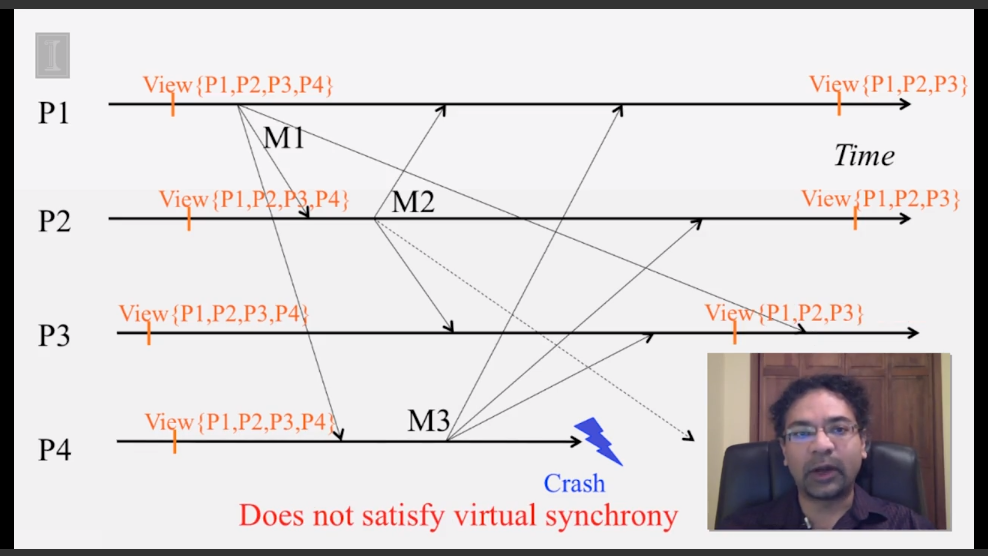 I
View{P1,P2,P3,P4}
View{P1,P2,P3}
P1
M1
Time
View{P1,P2,P3,P4}
M2
View{P1,P2,P3}
P2
View{P1,P2,P3,P4}
View{P1,P2,P3}
P3
View{P1,P2,P3,P4}
M3
P4
Crash
Does not satisfy virtual synchrony